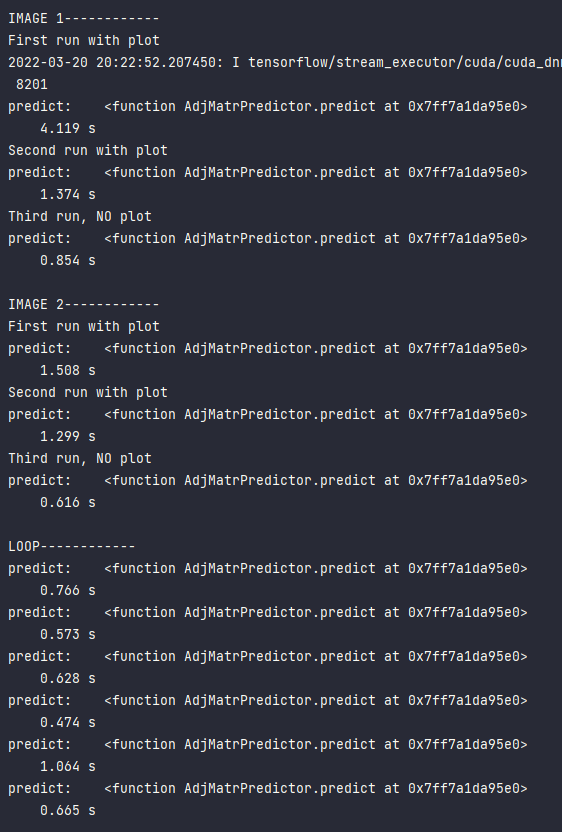 IMAGE 1------------
First run with plot
2022-03-20 20:22:52.207450: I tensorflow/stream_executor/cuda/cuda_dn
8201
predict:    <function AdjMatrPredictor.predict at 0x7ff7a1da95e0>
4.119 s
Second run with plot
predict:    <function AdjMatrPredictor.predict at 0x7ff7a1da95e0>
1.374 s
Third run, NO plot
predict:    <function AdjMatrPredictor.predict at 0x7ff7a1da95e0>
0.854 s
IMAGE 2------------
First run with plot
predict:    <function AdjMatrPredictor.predict at 0x7ff7a1da95e0>
1.508 s
Second run with plot
predict:    <function AdjMatrPredictor.predict at 0x7ff7a1da95e0>
1.299 s
Third run, NO plot
predict:    <function AdjMatrPredictor.predict at 0x7ff7a1da95e0>
0.616 s
LOOP------------
predict:    <function AdjMatrPredictor.predict at 0x7ff7a1da95e0>
0.766 s
predict:    <function AdjMatrPredictor.predict at 0x7ff7a1da95e0>
0.573 s
predict:    <function AdjMatrPredictor.predict at 0x7ff7a1da95e0>
0.628 s
predict:    <function AdjMatrPredictor.predict at 0x7ff7a1da95e0>
0.474 s
predict:    <function AdjMatrPredictor.predict at 0x7ff7a1da95e0>
1.064 s
predict:    <function AdjMatrPredictor.predict at 0x7ff7a1da95e0>
0.665 s